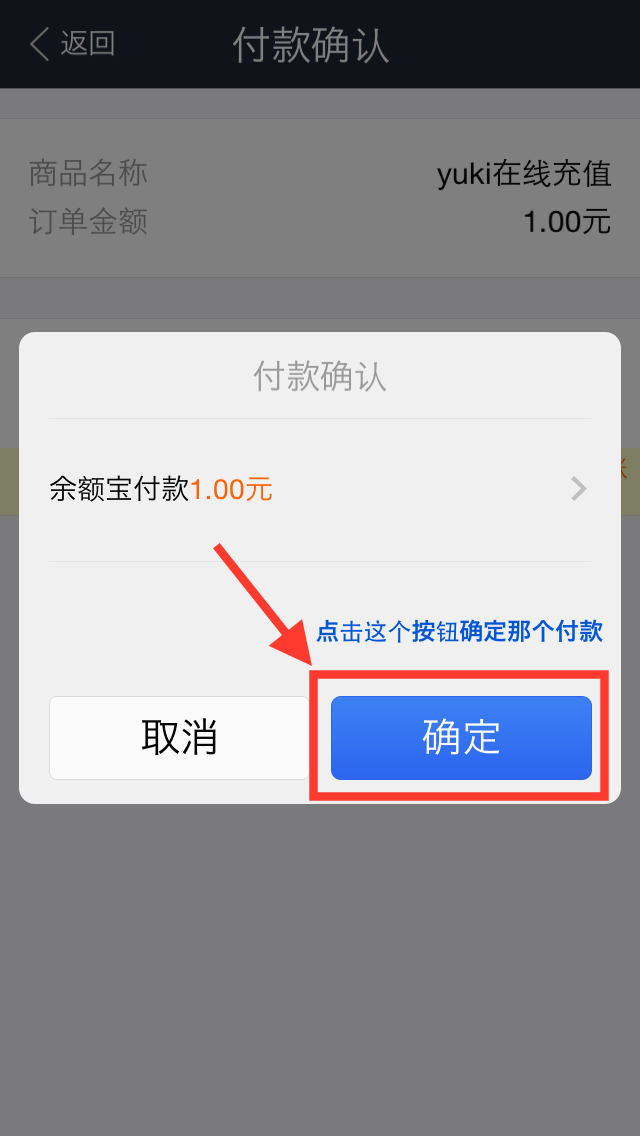 返回
付款确认
商品名称
yuki在线充值
订单金额
1.00元
付款确认
余额宝付款1.00元
点击这个按钮确定那个付款
取消
确定